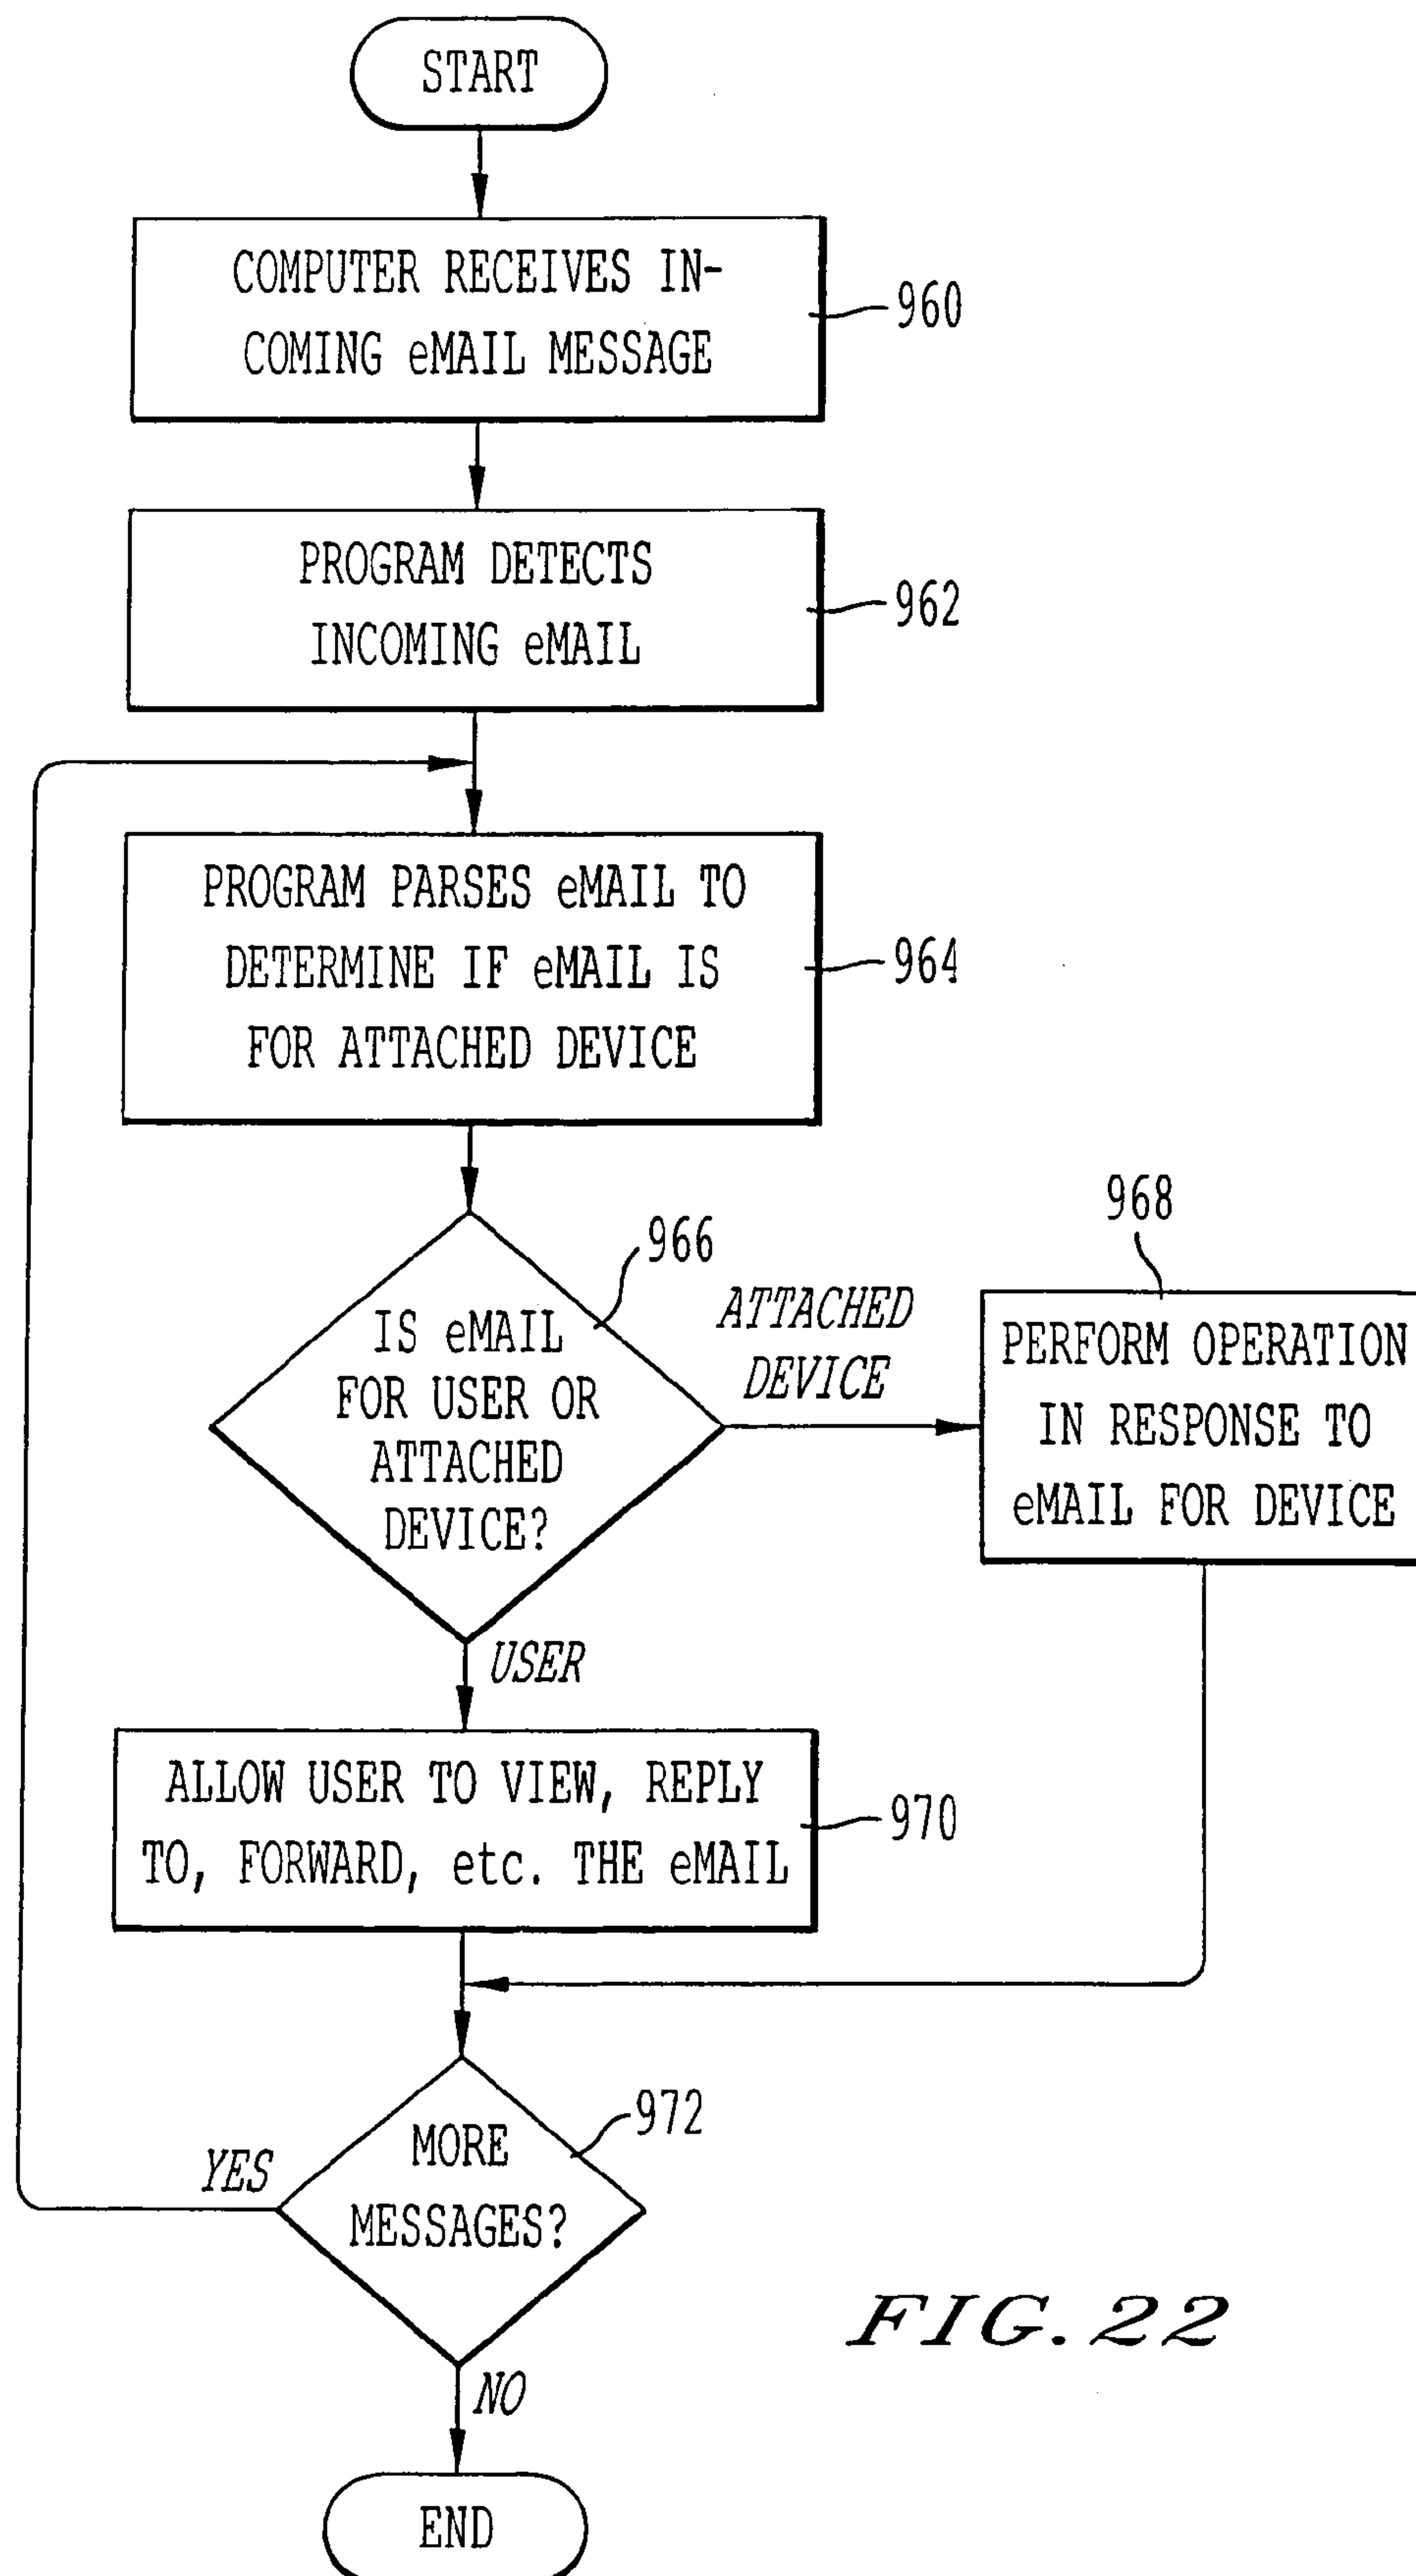 START
COMPUTER RECEIVES IN-
COMING eMAIL MESSAGE
960
PROGRAM DETECTS
INCOMING eMAIL
962
PROGRAM PARSES eMAIL TO
DETERMINE IF eMAIL IS
FOR ATTACHED DEVICE
964
IS eMAIL
FOR USER OR
ATTACHED
DEVICE?
966
ATTACHED
DEVICE
968
PERFORM OPERATION
IN RESPONSE TO
eMAIL FOR DEVICE
USER
ALLOW USER TO VIEW, REPLY
TO, FORWARD, etc. THE eMAIL
970
MORE
MESSAGES?
972
YES
NO
END
FIG. 22